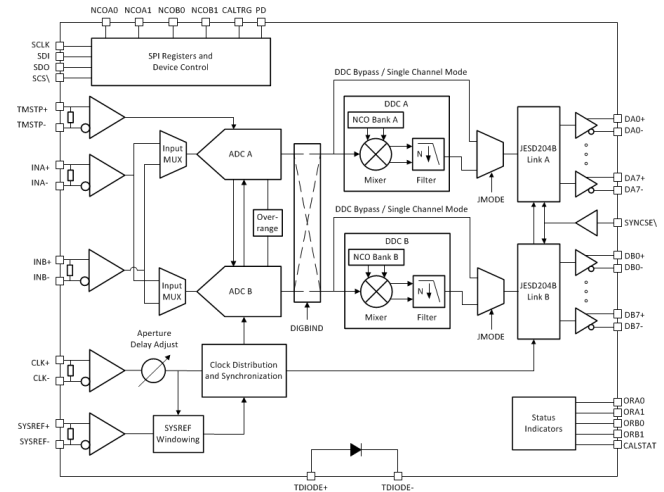 NCOA0 NCOA1 NCOB0 NCOB1 CALTRG PD
SCLK
SDI
SDO
SCS\
SPI Registers and
Device Control
TMSTP+
TMSTP-
INA+
INA-
Input
MUX
ADC A
Over-
range
INB+
INB-
Input
MUX
ADC B
DIGBIND
DDC Bypass / Single Channel Mode
DDC A
NCO Bank A
N
Mixer
Filter
JMODE
JESD204B
Link A
DA0+
DA0-
DA7+
DA7-
SYNCSE\
DDC Bypass / Single Channel Mode
DDC B
NCO Bank B
N
Mixer
Filter
JMODE
JESD204B
Link B
DB0+
DB0-
DB7+
DB7-
Aperture
Delay Adjust
CLK+
CLK-
Clock Distribution
and Synchronization
SYSREF+
SYSREF-
SYSREF
Windowing
Status
Indicators
ORA0
ORA1
ORB0
ORB1
CALSTAT
TDIODE+
TDIODE-